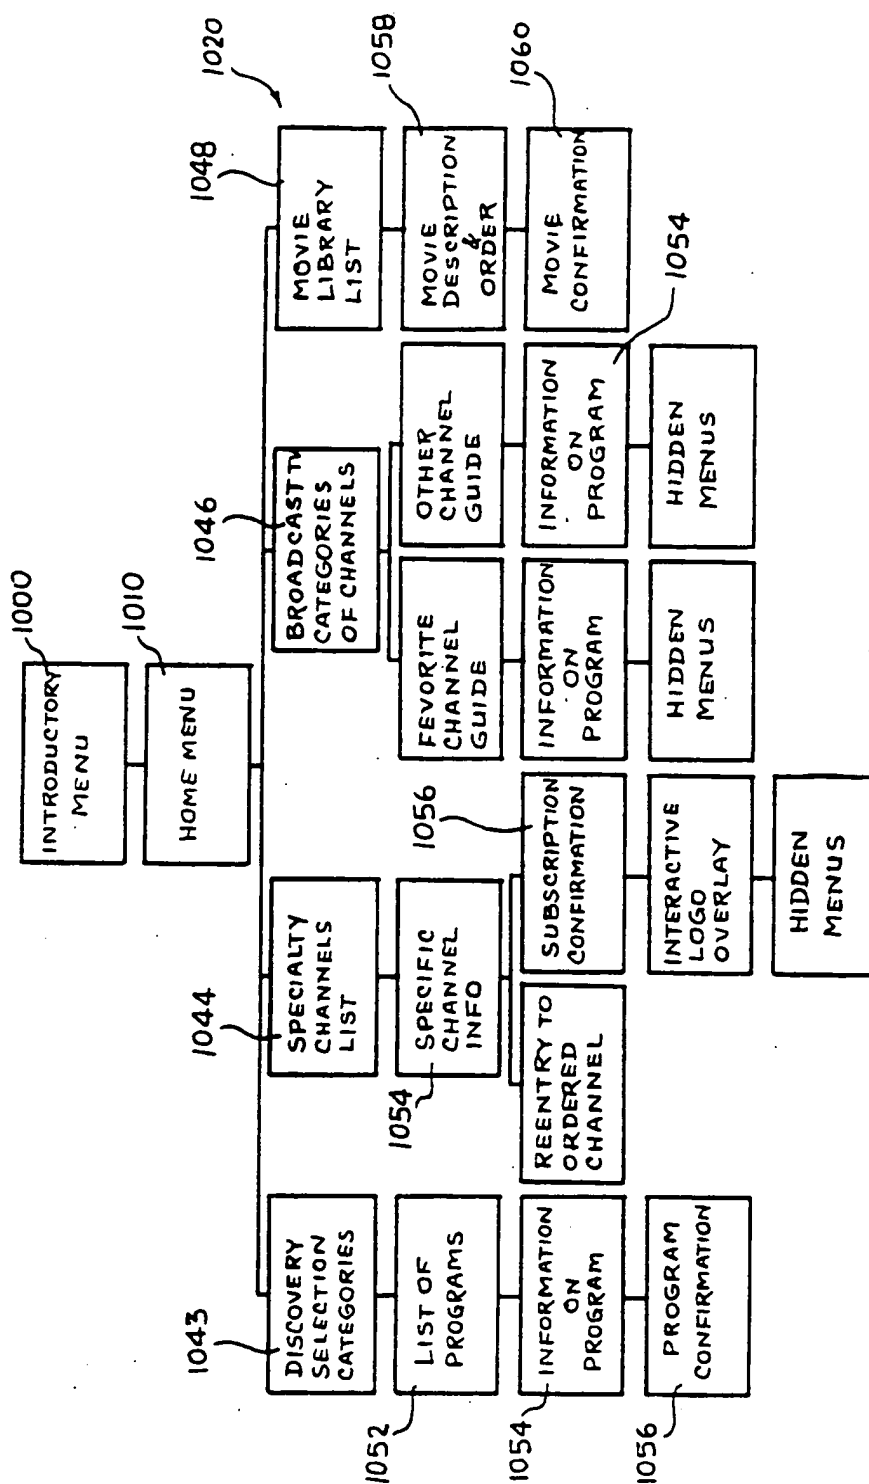 1000
INTRODUCTORY
MENU
1010
HOME MENU
1020
1043
DISCOVERY
SELECTION
CATEGORIES
1044
SPECIALTY
CHANNELS
LIST
1046
BROADCAST TV
CATEGORIES
OF CHANNELS
1048
MOVIE
LIBRARY
LIST
1052
LIST OF
PROGRAMS
1054
SPECIFIC
CHANNEL
INFO
FEVORITE
CHANNEL
GUIDE
OTHER
CHANNEL
GUIDE
1058
MOVIE
DESCRIPTION
&
ORDER
1054
INFORMATION
ON
PROGRAM
REENTRY TO
ORDERED
CHANNEL
1056
SUBSCRIPTION
CONFIRMATION
INFORMATION
ON
PROGRAM
INFORMATION
ON
PROGRAM
1054
1060
MOVIE
CONFIRMATION
1056
PROGRAM
CONFIRMATION
INTERACTIVE
LOGO
OVERLAY
HIDDEN
MENUS
HIDDEN
MENUS
HIDDEN
MENUS